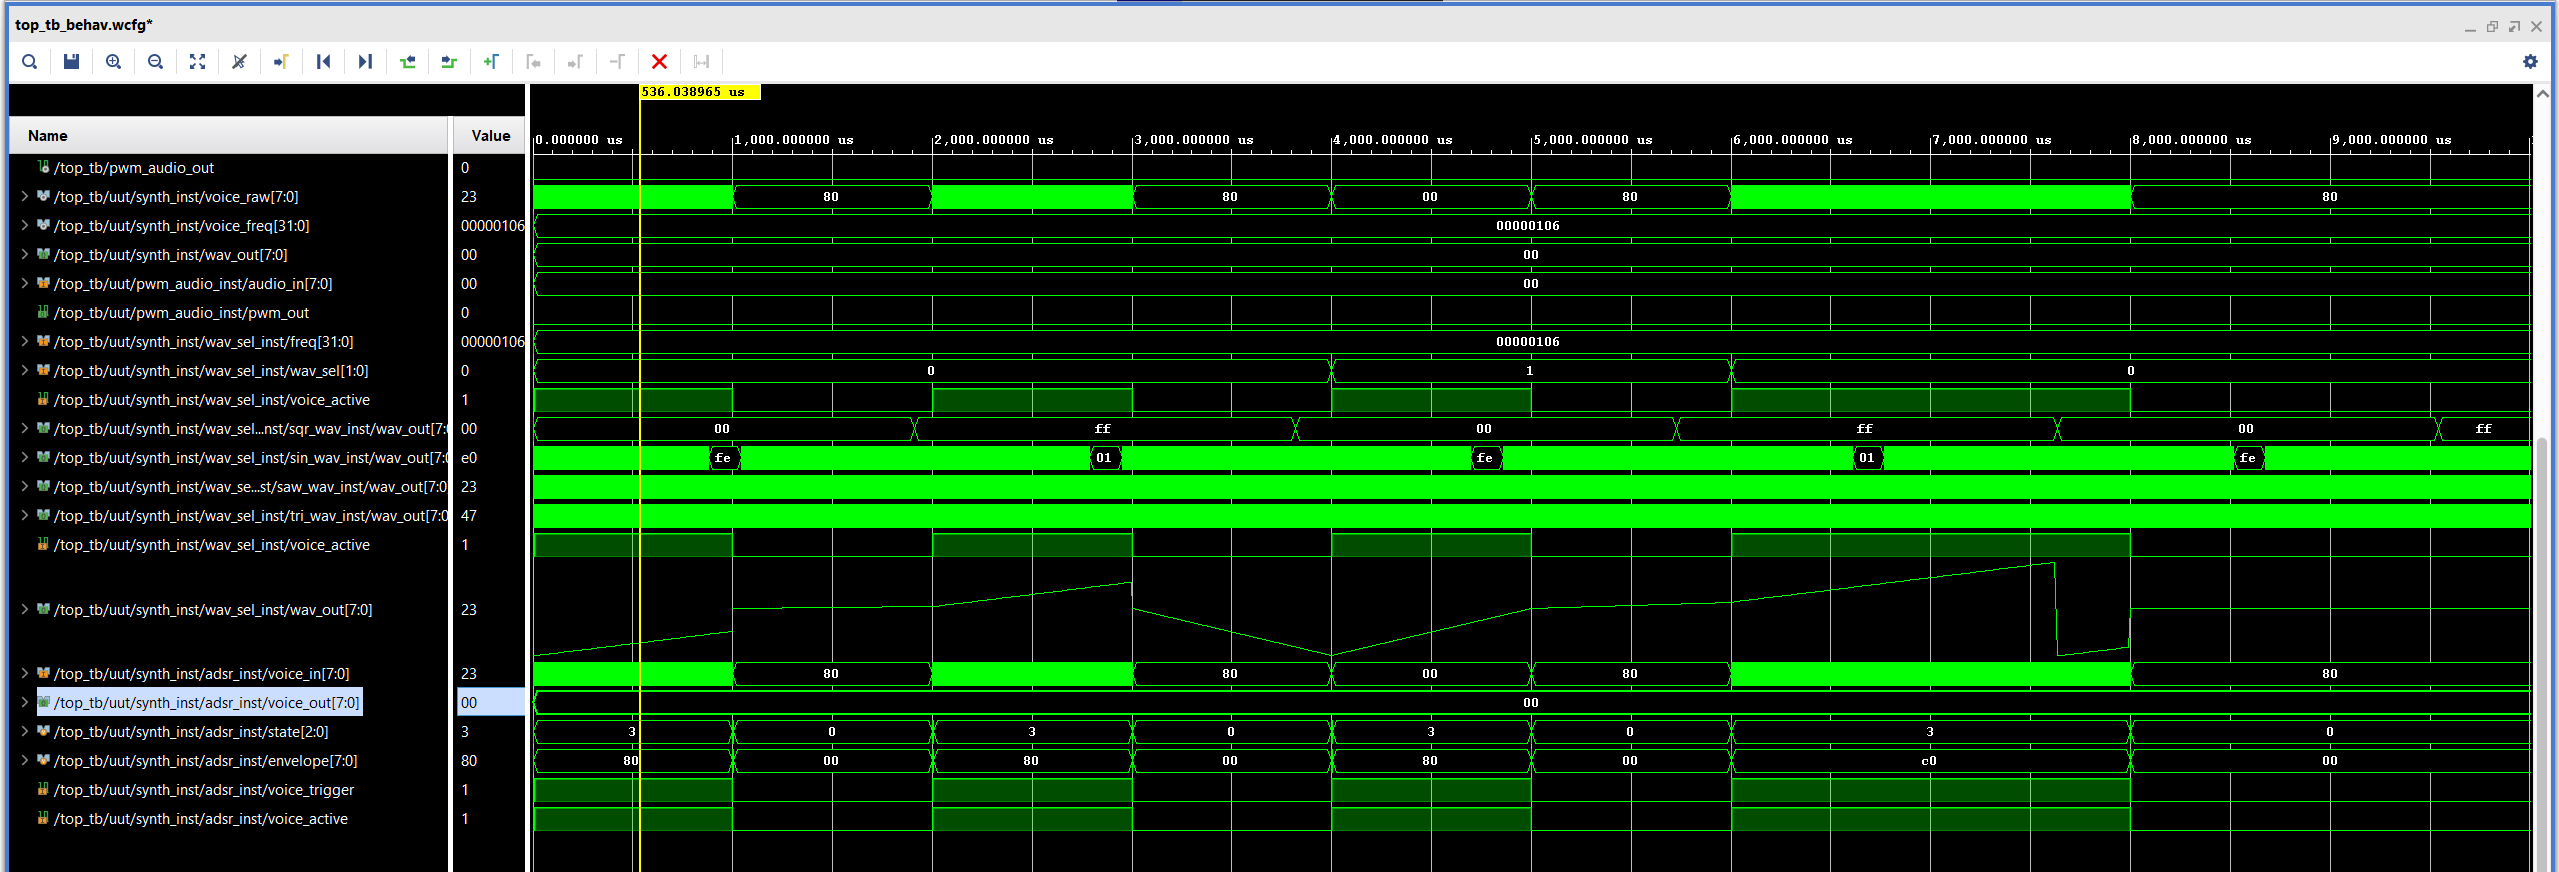 top_tb_behav.wcfg*
536.038965 us
Name Value
0.000000 us 1,000.000000 us 2,000.000000 us 3,000.000000 us 4,000.000000 us 5,000.000000 us 6,000.000000 us 7,000.000000 us 8,000.000000 us 9,000.000000 us
/top_tb/pwm_audio_out 0
/top_tb/uut/synth_inst/voice_raw[7:0] 23 80 80 00 80 80
/top_tb/uut/synth_inst/voice_freq[31:0] 00000106 00000106
/top_tb/uut/synth_inst/wav_out[7:0] 00 00
/top_tb/uut/pwm_audio_inst/audio_in[7:0] 00 00
/top_tb/uut/pwm_audio_inst/pwm_out 0
/top_tb/uut/synth_inst/wav_sel_inst/freq[31:0] 00000106 00000106
/top_tb/uut/synth_inst/wav_sel_inst/wav_sel[1:0] 0 0 1 0
/top_tb/uut/synth_inst/wav_sel_inst/voice_active 1
/top_tb/uut/synth_inst/wav_sel...nst/sqr_wav_inst/wav_out[7:0 00 00 ff 00 ff 00 ff
/top_tb/uut/synth_inst/wav_sel_inst/sin_wav_inst/wav_out[7:0 e0 fe 01 fe 01 fe
/top_tb/uut/synth_inst/wav_se...st/saw_wav_inst/wav_out[7:0 23
/top_tb/uut/synth_inst/wav_sel_inst/tri_wav_inst/wav_out[7:0 47
/top_tb/uut/synth_inst/wav_sel_inst/voice_active 1
/top_tb/uut/synth_inst/wav_sel_inst/wav_out[7:0] 23
/top_tb/uut/synth_inst/adsr_inst/voice_in[7:0] 23 80 80 00 80 80
/top_tb/uut/synth_inst/adsr_inst/voice_out[7:0] 00 00
/top_tb/uut/synth_inst/adsr_inst/state[2:0] 3 3 0 3 0 3 0 3 0
/top_tb/uut/synth_inst/adsr_inst/envelope[7:0] 80 80 00 80 00 80 00 c0 00
/top_tb/uut/synth_inst/adsr_inst/voice_trigger 1
/top_tb/uut/synth_inst/adsr_inst/voice_active 1